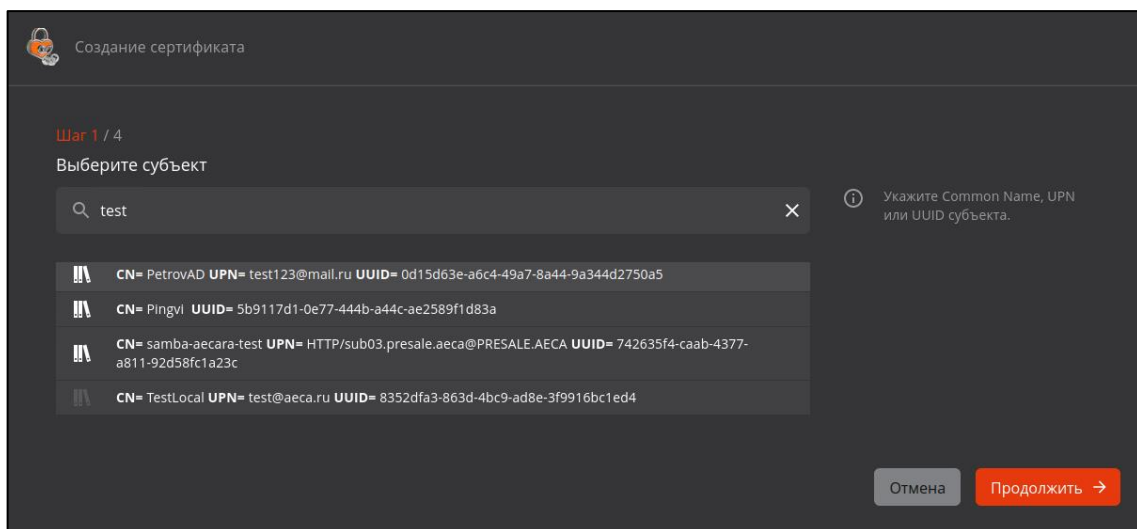 Создание сертификата
Шаг 1 / 4
Выберите субъект
test
Укажите Common Name, UPN
или UUID субъекта.
CN= PetrovAD UPN= test123@mail.ru UUID= 0d15d63e-a6c4-49a7-8a44-9a344d2750a5
CN= Pingvi UUID= 5b9117d1-0e77-444b-a44c-ae2589f1d83a
CN= samba-aecara-test UPN= HTTP/sub03.presale.aeca@PRESALE.AECA UUID= 742635f4-caab-4377-
a811-92d58fc1a23c
CN= TestLocal UPN= test@aeca.ru UUID= 8352dfa3-863d-4bc9-ad8e-3f9916bc1ed4
Отмена
Продолжить →